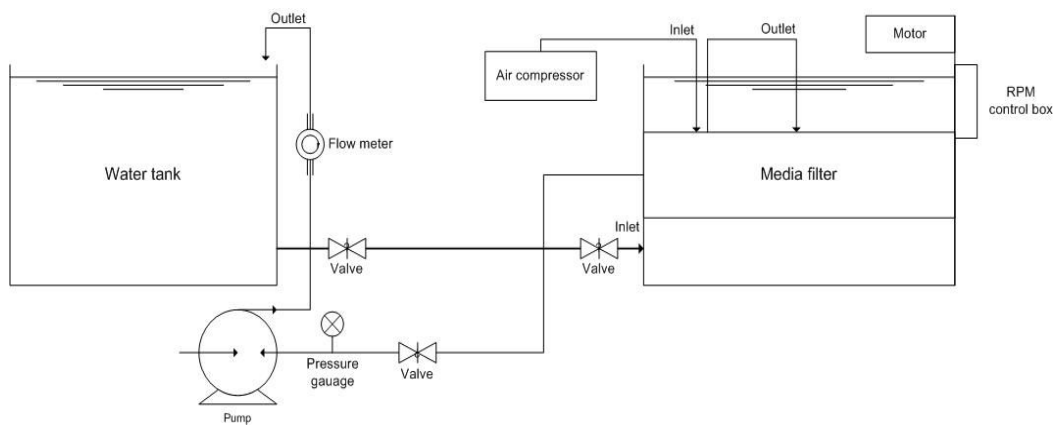 Outlet
Inlet
Outlet
Motor
Air compressor
RPM
control box
Flow meter
Water tank
Media filter
Inlet
Valve
Valve
Pressure
gauage
Valve
Pump